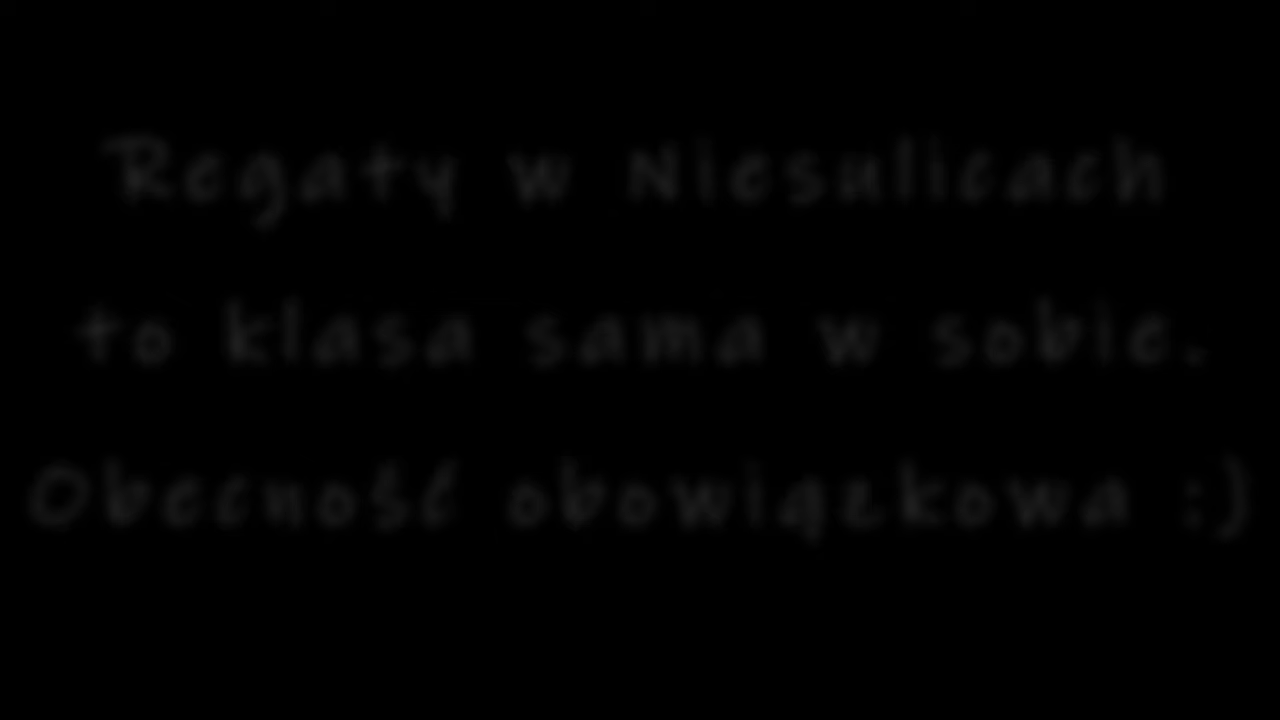 Regaty w Niesulicach
to klasa sama w sobie.
Obecność obowiązkowa :)